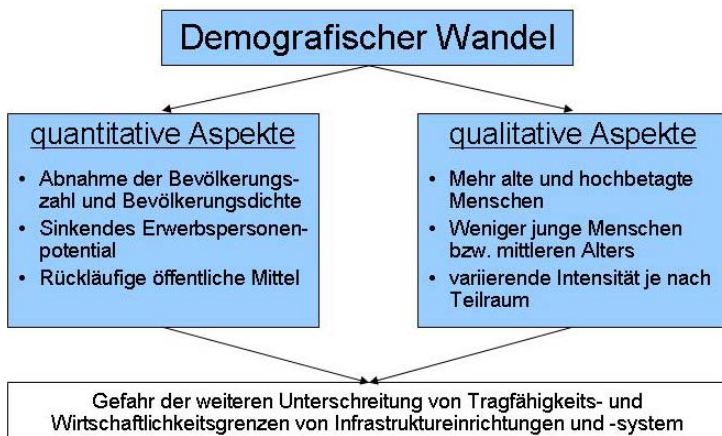 Demografischer Wandel
quantitative Aspekte
• Abnahme der Bevölkerungs-
zahl und Bevölkerungsdichte
• Sinkendes Erwerbspersonen-
potential
• Rückläufige öffentliche Mittel
qualitative Aspekte
• Mehr alte und hochbetagte
Menschen
• Weniger junge Menschen
bzw. mittleren Alters
• variierende Intensität je nach
Teilraum
Gefahr der weiteren Unterschreitung von Tragfähigkeits- und
Wirtschaftlichkeitsgrenzen von Infrastruktureinrichtungen und -system